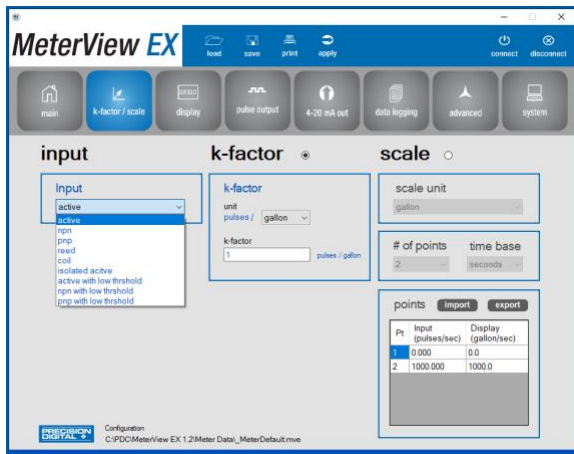 MeterView EX
load save print apply connect disconnect
main k-factor / scale display pulse output 4-20 mA out data logging advanced system
input k-factor scale
Input
active
active
npn
pnp
reed
coil
isolated acitve
active with low thrshold
npn with low thrshold
pnp with low thrshold
k-factor
unit
pulses / gallon
k-factor
1 pulses / gallon
scale unit
gallon
# of points time base
2 seconds
points import export
Pt Input (pulses/sec) Display (gallon/sec)
1 0.000 0.0
2 1000.000 1000.0
PRECISION
DIGITAL
Configuration
C:\PDC\MeterView EX 1.2\Meter Data\_MeterDefault.mve